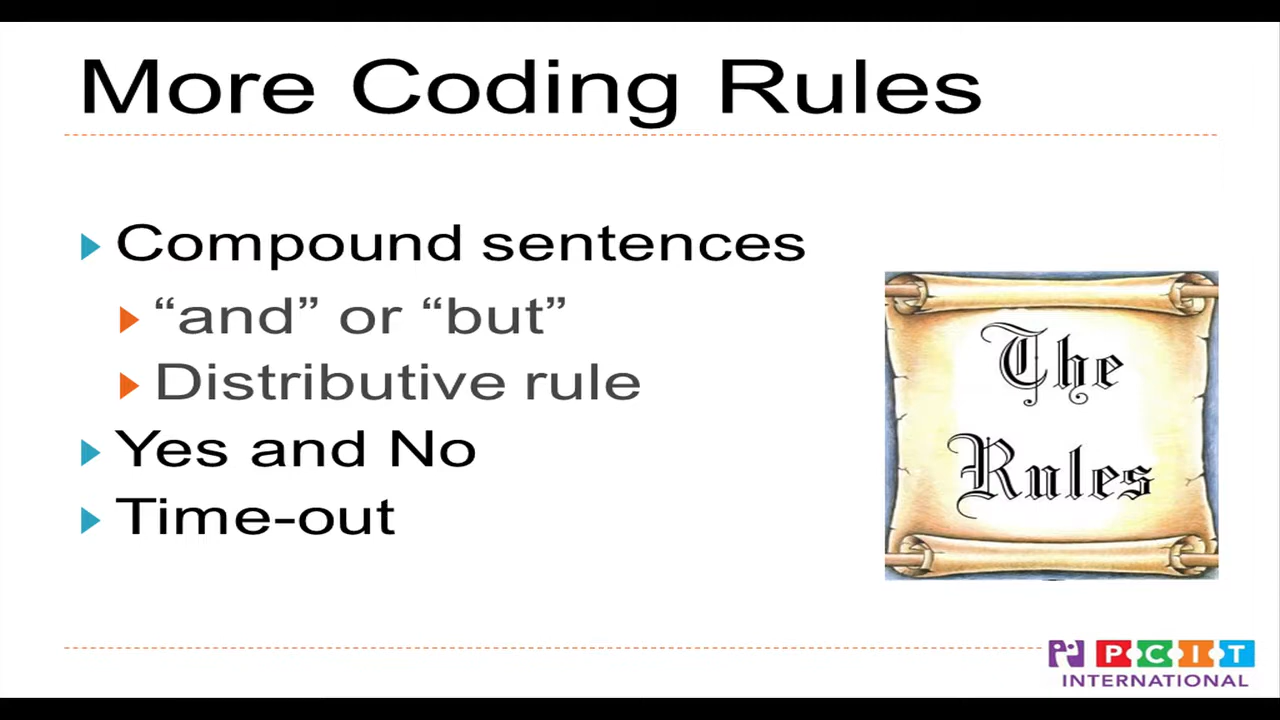 More Coding Rules
Compound sentences
“and” or “but”
Distributive rule
Yes and No
Time-out
The
Rules
PCIT
INTERNATIONAL